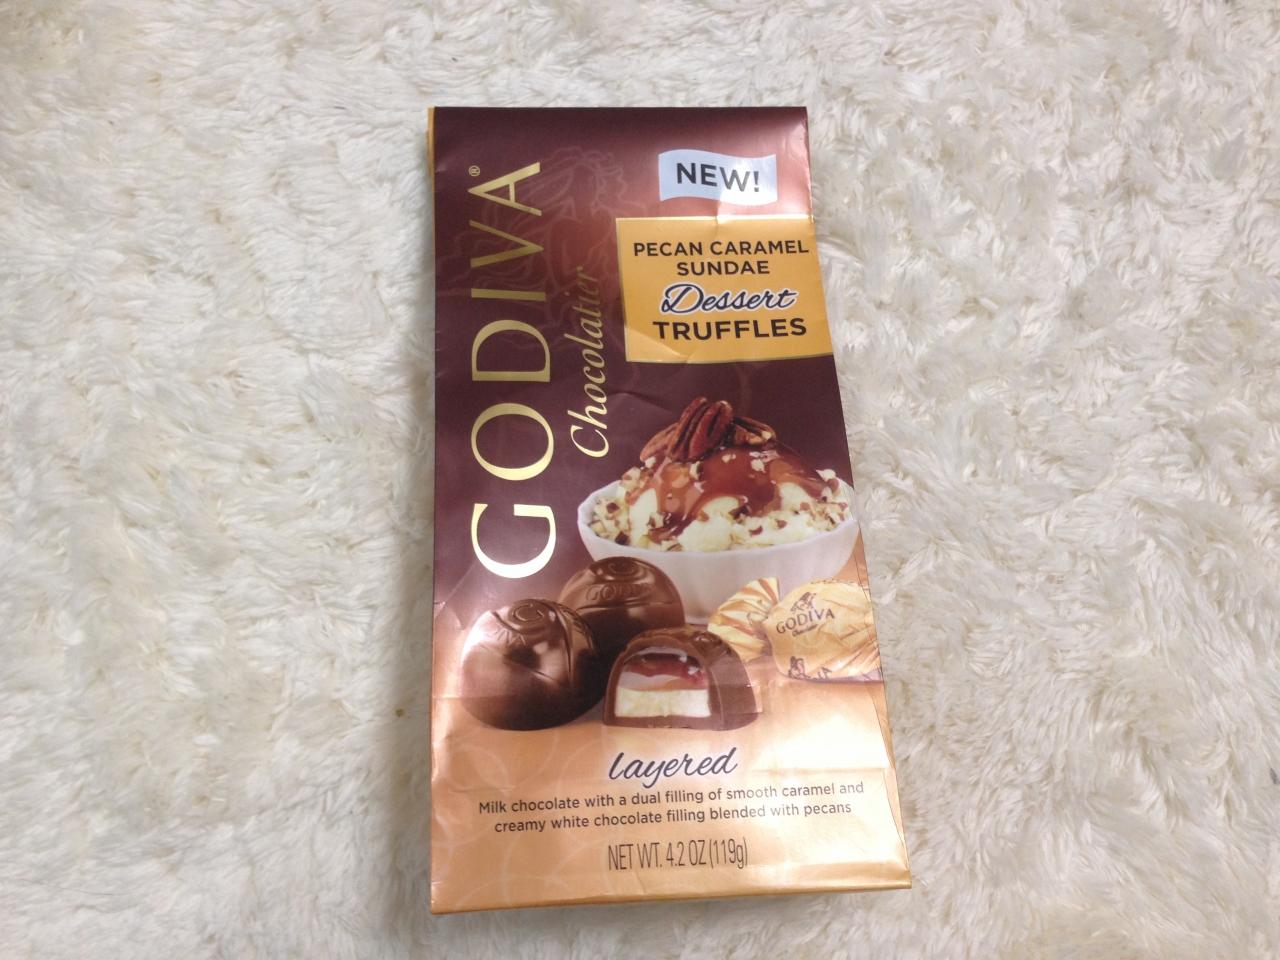 GODIVA®
Chocolatier
NEW!
PECAN CARAMEL
SUNDAE
Dessert
TRUFFLES
GODIVA
GODIVA
Chocolatier
layered
Milk chocolate with a dual filling of smooth caramel and
creamy white chocolate filling blended with pecans
NET WT. 4.2 OZ (119g)